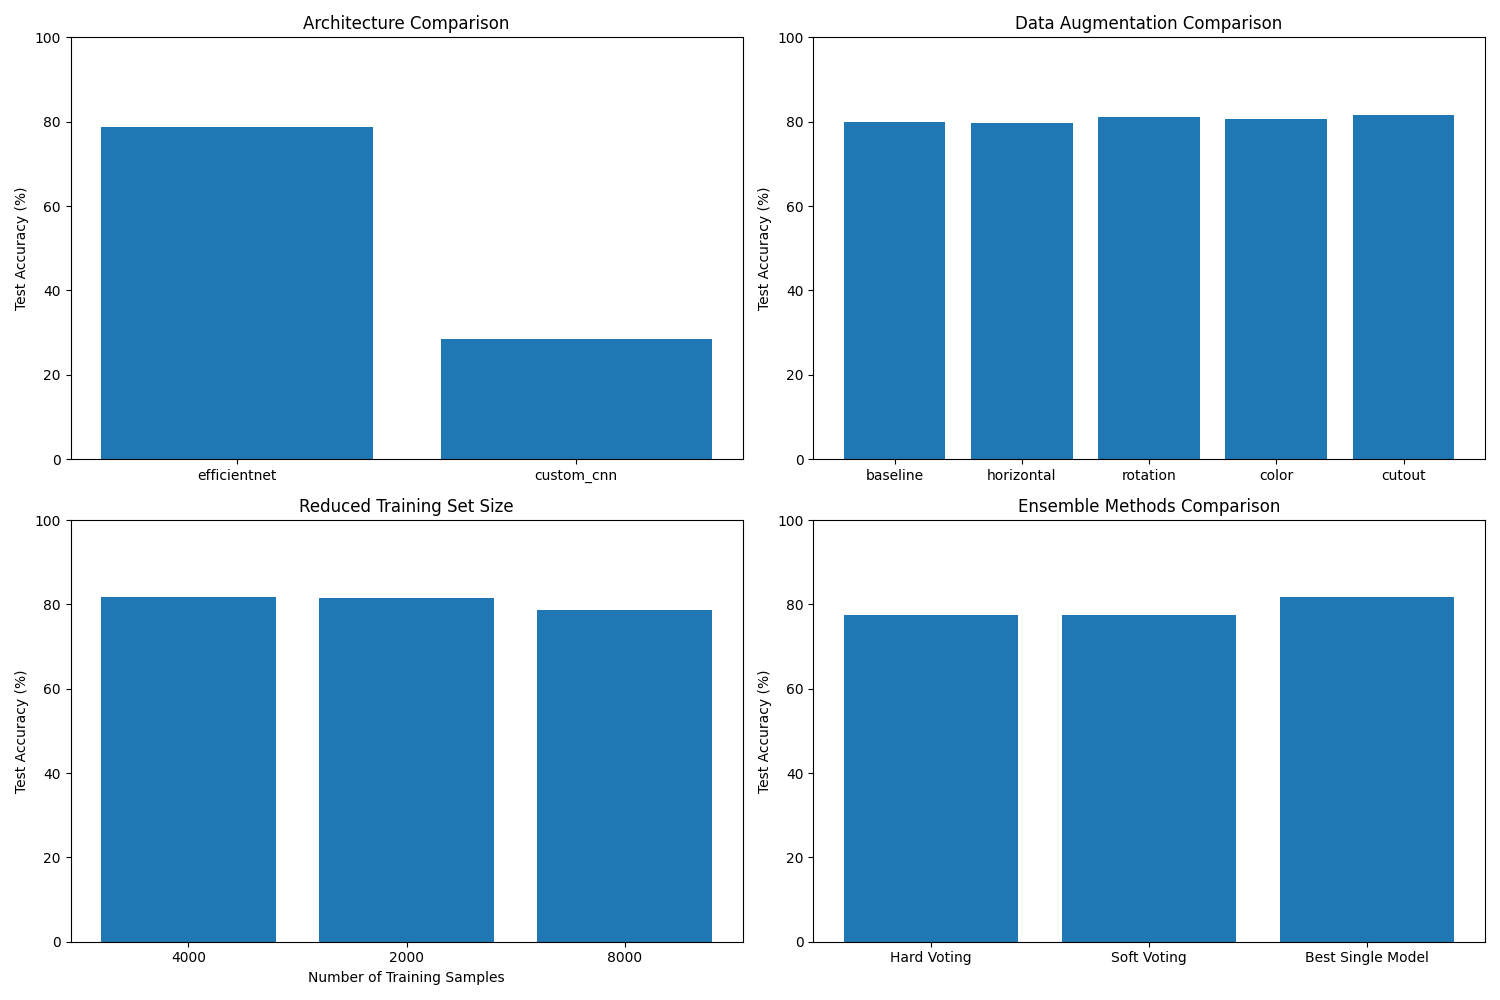 Architecture Comparison
100
80
60
40
20
0
Test Accuracy (%)
efficientnet
custom_cnn
Data Augmentation Comparison
100
80
60
40
20
0
Test Accuracy (%)
baseline
horizontal
rotation
color
cutout
Reduced Training Set Size
100
80
60
40
20
0
Test Accuracy (%)
4000
2000
8000
Number of Training Samples
Ensemble Methods Comparison
100
80
60
40
20
0
Test Accuracy (%)
Hard Voting
Soft Voting
Best Single Model